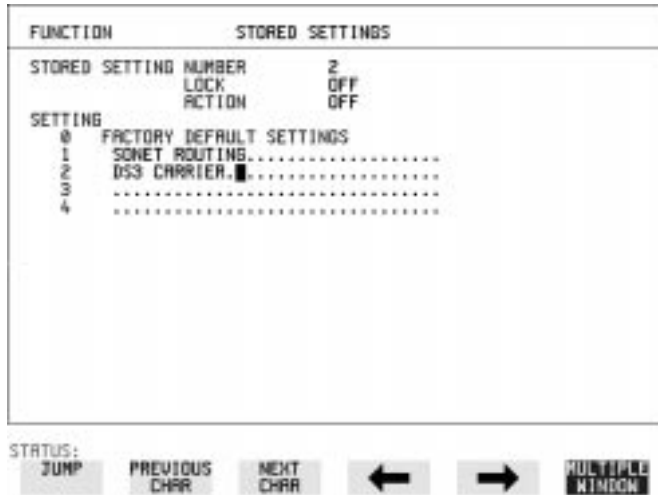 FUNCTION STORED SETTINGS
STORED SETTING NUMBER 2
LOCK OFF
ACTION OFF
SETTING
0 FACTORY DEFAULT SETTINGS
1 SONET ROUTING...................
2 DS3 CARRIER.█..................
3 ................................
4 ................................
STATUS:
JUMP PREVIOUS CHAR NEXT CHAR ← → MULTIPLE WINDOW